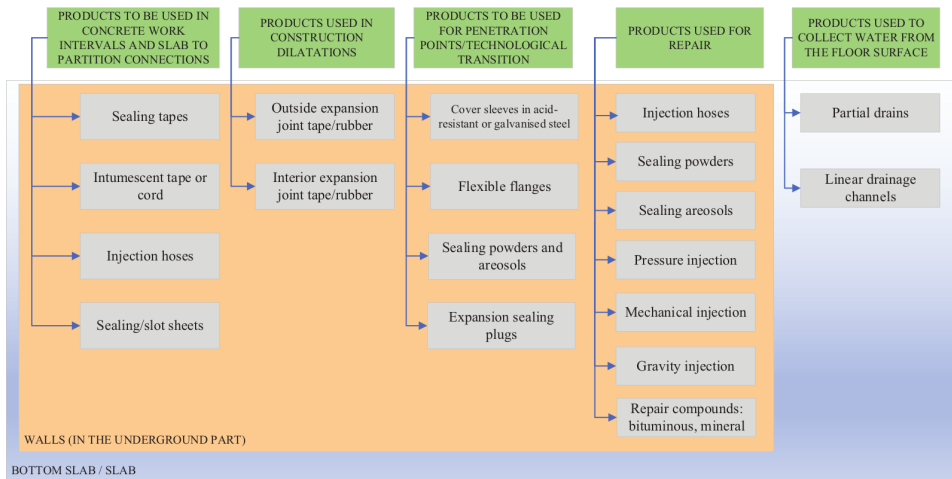 PRODUCTS TO BE USED IN
CONCRETE WORK
INTERVALS AND SLAB TO
PARTITION CONNECTIONS
Sealing tapes
Intumescent tape or
cord
Injection hoses
Sealing/slot sheets
PRODUCTS USED IN
CONSTRUCTION
DILATATIONS
Outside expansion
joint tape/rubber
Interior expansion
joint tape/rubber
PRODUCTS TO BE USED
FOR PENETRATION
POINTS/TECHNOLOGICAL
TRANSITION
Cover sleeves in acid-
resistant or galvanised steel
Flexible flanges
Sealing powders and
areosols
Expansion sealing
plugs
PRODUCTS USED FOR
REPAIR
Injection hoses
Sealing powders
Sealing areosols
Pressure injection
Mechanical injection
Gravity injection
Repair compounds:
bituminous, mineral
PRODUCTS USED TO
COLLECT WATER FROM
THE FLOOR SURFACE
Partial drains
Linear drainage
channels
WALLS (IN THE UNDERGROUND PART)
BOTTOM SLAB / SLAB